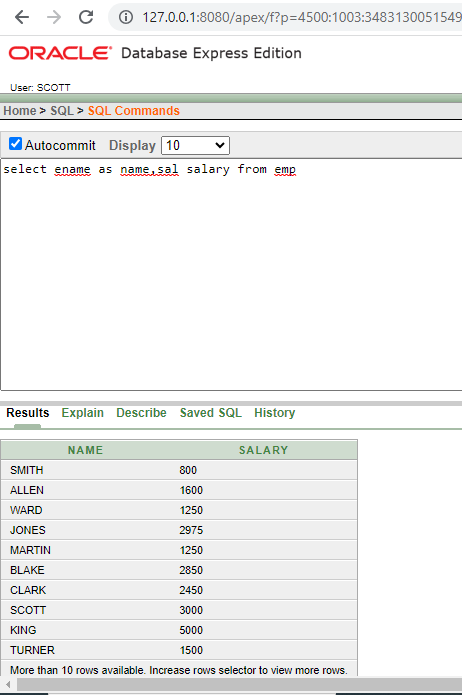 127.0.0.1:8080/apex/f?p=4500:1003:3483130051549
ORACLE Database Express Edition
User: SCOTT
Home > SQL > SQL Commands
Autocommit Display 10
select ename as name,sal salary from emp
Results Explain Describe Saved SQL History
NAME SALARY
SMITH 800
ALLEN 1600
WARD 1250
JONES 2975
MARTIN 1250
BLAKE 2850
CLARK 2450
SCOTT 3000
KING 5000
TURNER 1500
More than 10 rows available. Increase rows selector to view more rows.